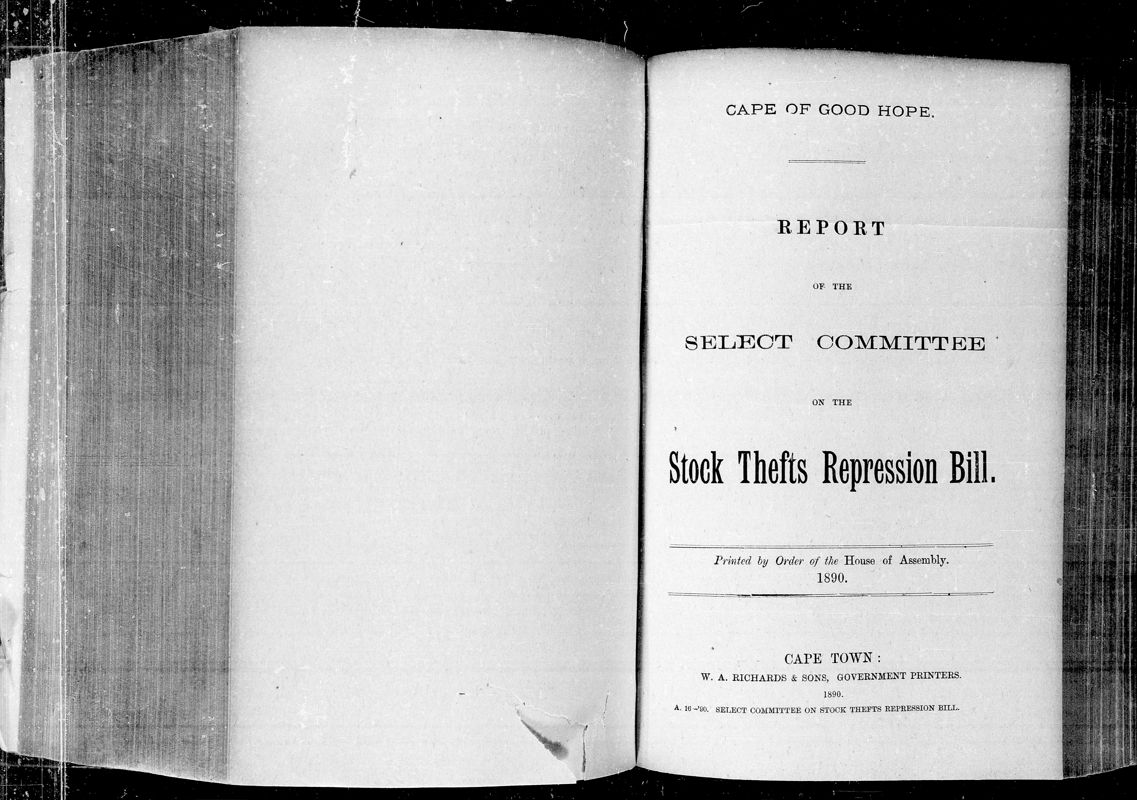 CAPE OF GOOD HOPE.
REPORT
OF THE
SELECT COMMITTEE
ON THE
Stock Thefts Repression Bill.
Printed by Order of the House of Assembly.
1890.
CAPE TOWN:
W. A. RICHARDS & SONS, GOVERNMENT PRINTERS.
1890.
A. 16–'90. SELECT COMMITTEE ON STOCK THEFTS REPRESSION BILL.